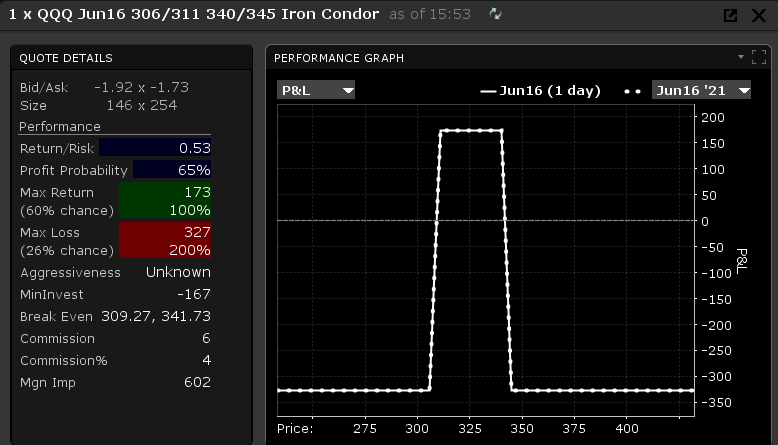 1 x QQQ Jun16 306/311 340/345 Iron Condor as of 15:53
QUOTE DETAILS
Bid/Ask -1.92 x -1.73
Size 146 x 254
Performance
Return/Risk 0.53
Profit Probability 65%
Max Return 173
(60% chance) 100%
Max Loss 327
(26% chance) 200%
Aggressiveness Unknown
MinInvest -167
Break Even 309.27, 341.73
Commission 6
Commission% 4
Mgn Imp 602
PERFORMANCE GRAPH
P&L Jun16 (1 day) Jun16 '21
200
150
100
50
0
-50
-100
-150
-200
-250
-300
-350
P&L
Price: 275 300 325 350 375 400